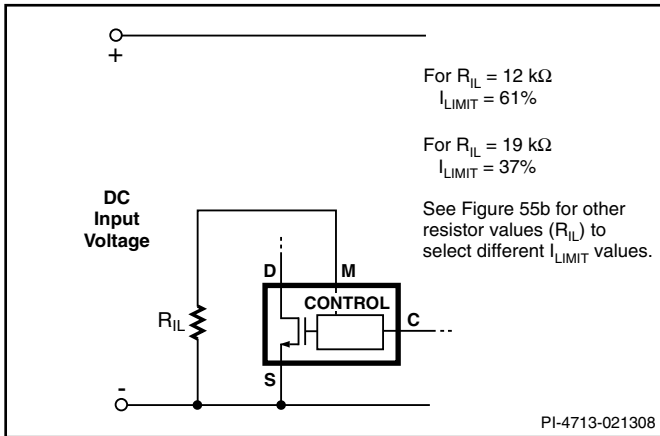 +
For R_IL = 12 kΩ
I_LIMIT = 61%
For R_IL = 19 kΩ
I_LIMIT = 37%
See Figure 55b for other
resistor values (R_IL) to
select different I_LIMIT values.
DC
Input
Voltage
D
M
CONTROL
C
R_IL
S
-
PI-4713-021308